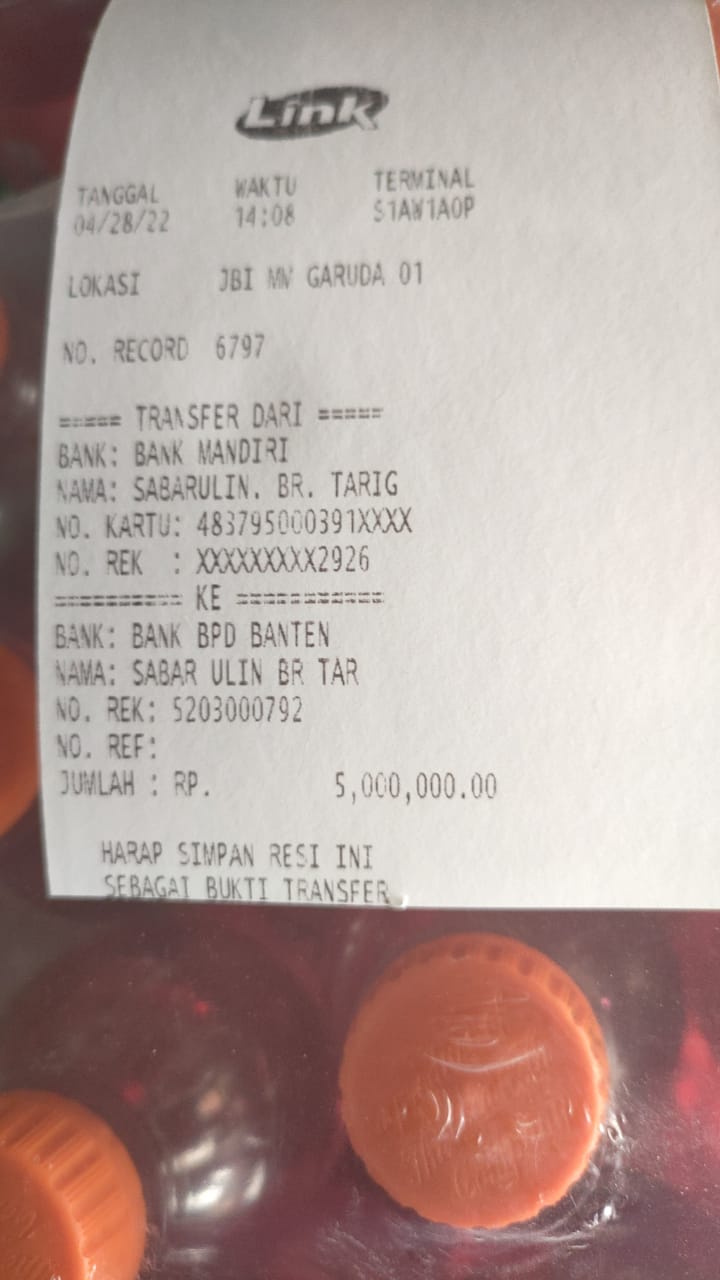 Link
TANGGAL WAKTU TERMINAL
04/28/22 14:08 S1AW1AOP
LOKASI JBI MW GARUDA 01
NO. RECORD 6797
===== TRANSFER DARI =====
BANK: BANK MANDIRI
NAMA: SABARULIN. BR. TARIG
NO. KARTU: 483795000391XXXX
NO. REK : XXXXXXXXX2926
========== KE ===========
BANK: BANK BPD BANTEN
NAMA: SABAR ULIN BR TAR
NO. REK: 5203000792
NO. REF:
JUMLAH : RP. 5,000,000.00
HARAP SIMPAN RESI INI
SEBAGAI BUKTI TRANSFER